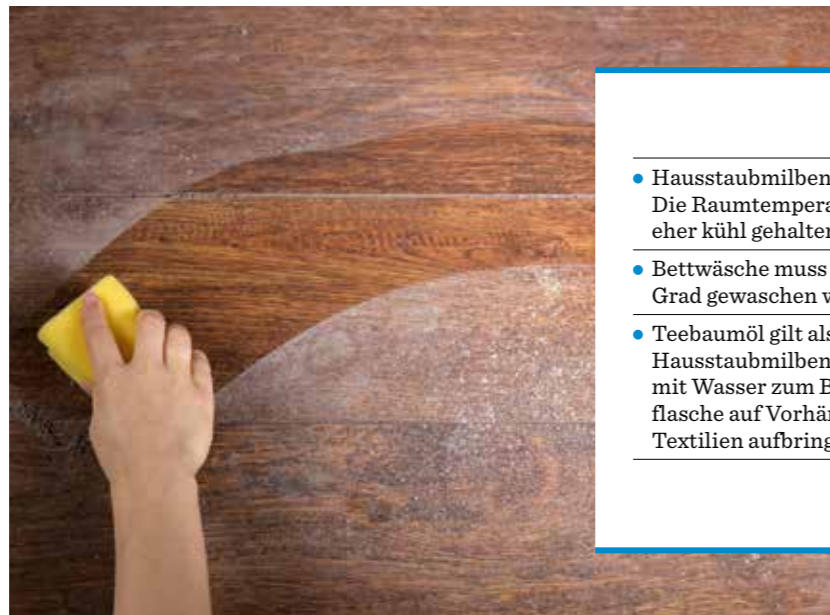 Hausstaubmilben
Die Raumtempera
eher kühl gehalten
Bettwäsche muss
Grad gewaschen
Teebaumöl gilt als
Hausstaubmilben
mit Wasser zum B
flasche auf Vorhän
Textilien aufbring